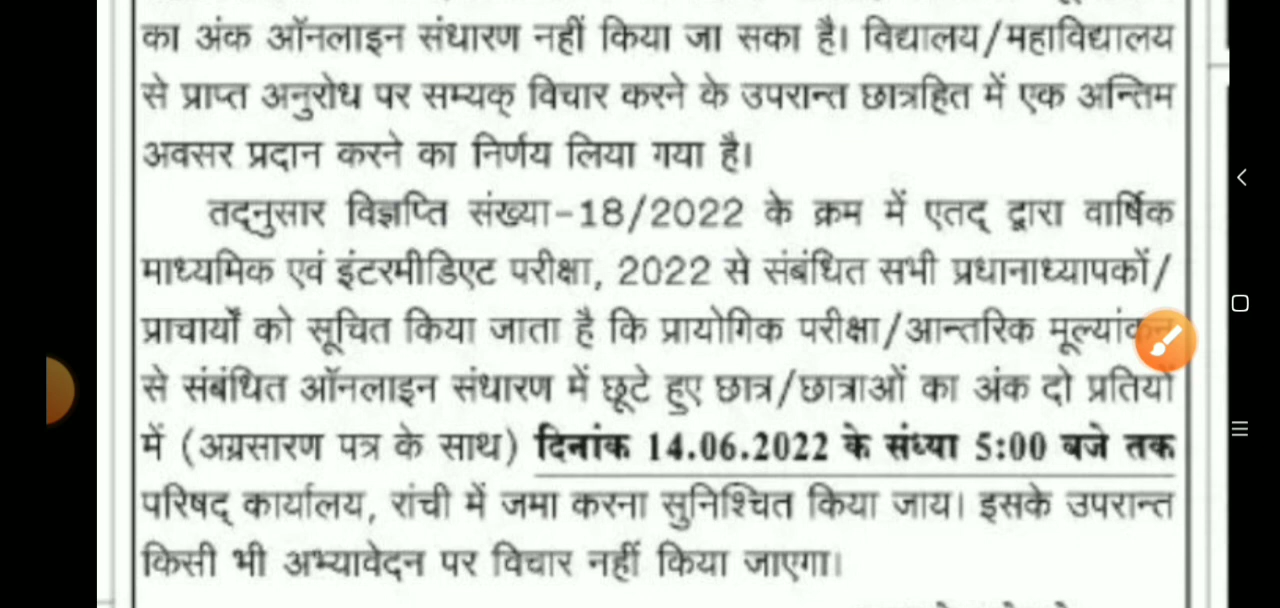 का अंक ऑनलाइन संधारण नहीं किया जा सका है। विद्यालय/महाविद्यालय
से प्राप्त अनुरोध पर सम्यक् विचार करने के उपरान्त छात्रहित में एक अन्तिम
अवसर प्रदान करने का निर्णय लिया गया है।
तद्नुसार विज्ञप्ति संख्या-18/2022 के क्रम में एतद् द्वारा वार्षिक
माध्यमिक एवं इंटरमीडिएट परीक्षा, 2022 से संबंधित सभी प्रधानाध्यापकों/
प्राचार्यों को सूचित किया जाता है कि प्रायोगिक परीक्षा/आन्तरिक मूल्यांकन
से संबंधित ऑनलाइन संधारण में छूटे हुए छात्र/छात्राओं का अंक दो प्रतियों
में (अग्रसारण पत्र के साथ) दिनांक 14.06.2022 के संध्या 5:00 बजे तक
परिषद् कार्यालय, रांची में जमा करना सुनिश्चित किया जाय। इसके उपरान्त
किसी भी अभ्यावेदन पर विचार नहीं किया जाएगा।